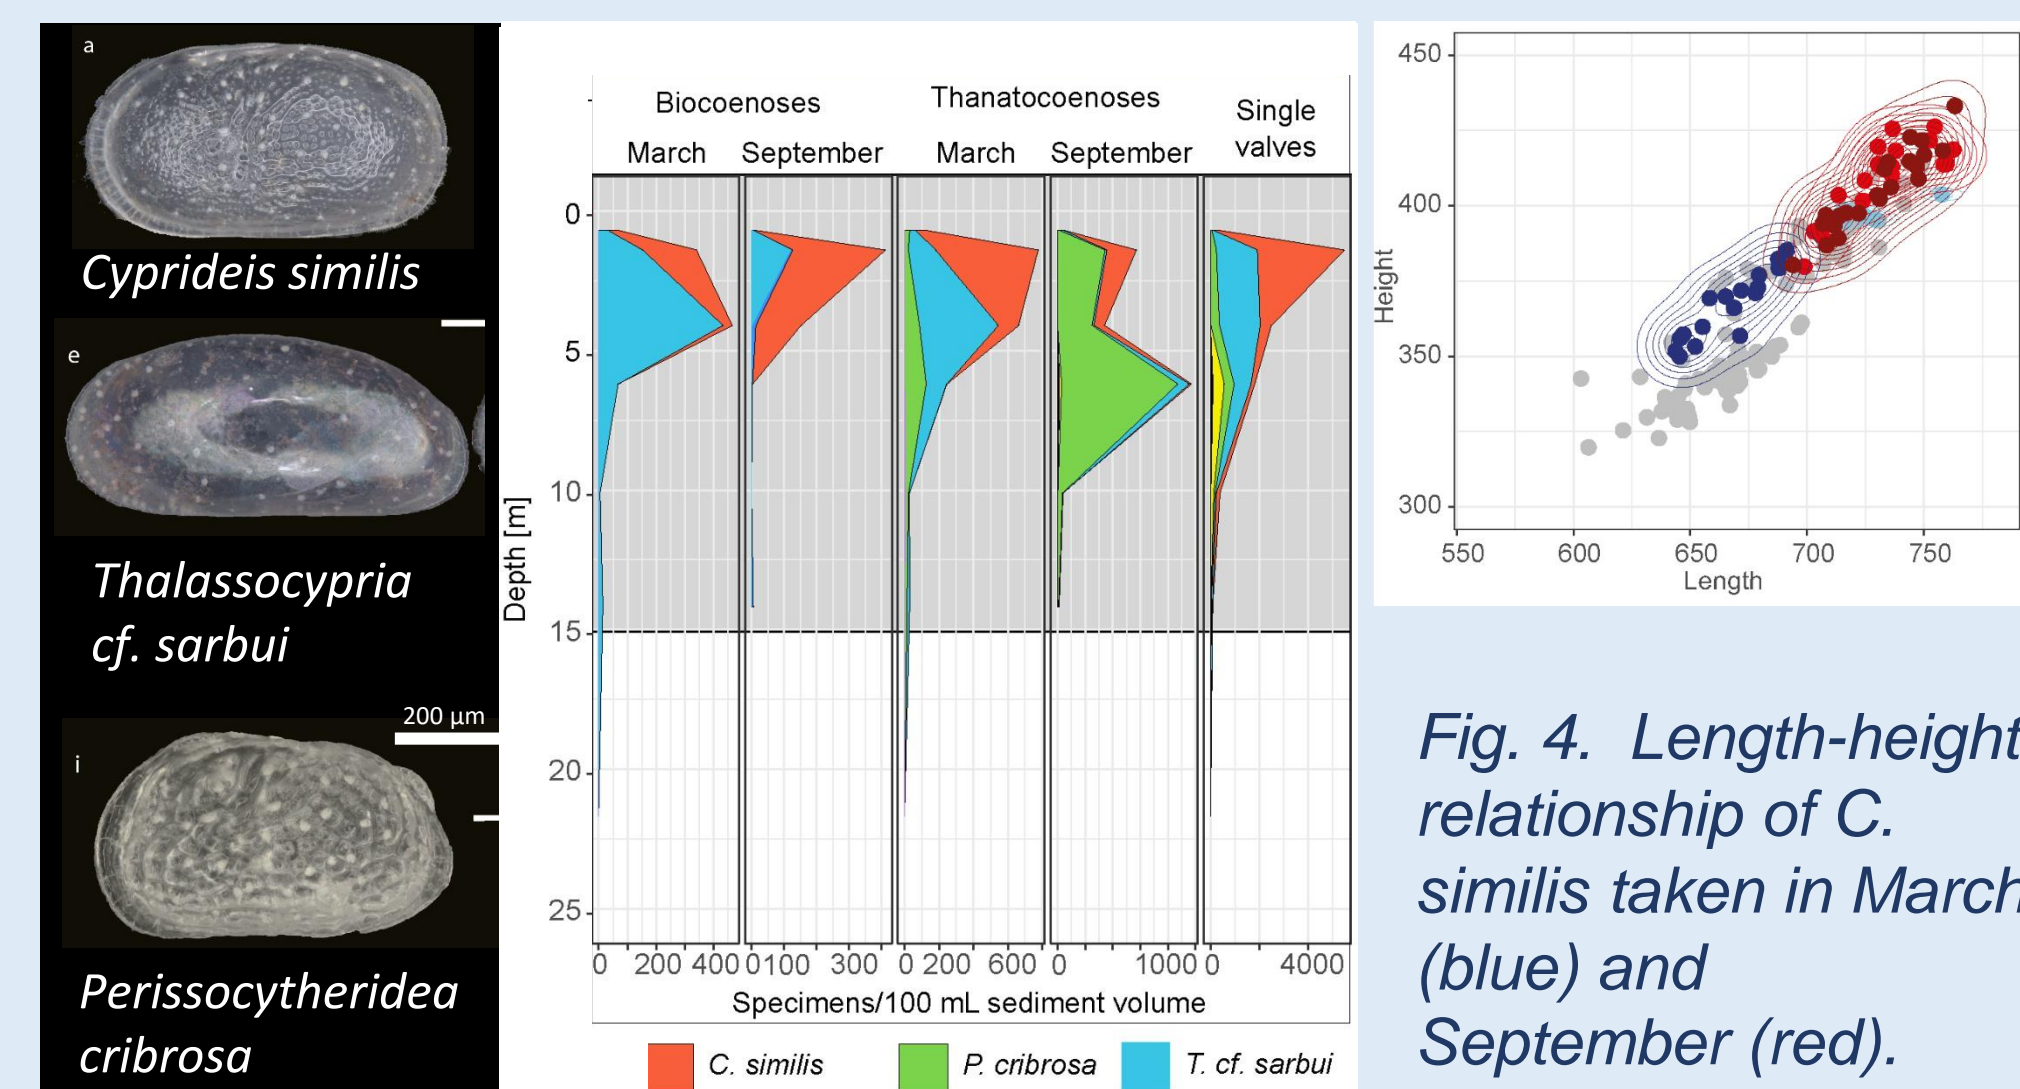 a
Cyprideis similis
e
Thalassocypria
cf. sarbui
200 µm
i
Perissocytheridea
cribrosa
Biocoenoses Thanatocoenoses Single
valves
March September March September
Depth [m]
0
5
10
15
20
25
0 200 400 0 100 300 0 200 600 0 1000 0 4000
Specimens/100 mL sediment volume
C. similis P. cribrosa T. cf. sarbui
Height
450
400
350
300
550 600 650 700 750
Length
Fig. 4. Length-height
relationship of C.
similis taken in March
(blue) and
September (red).